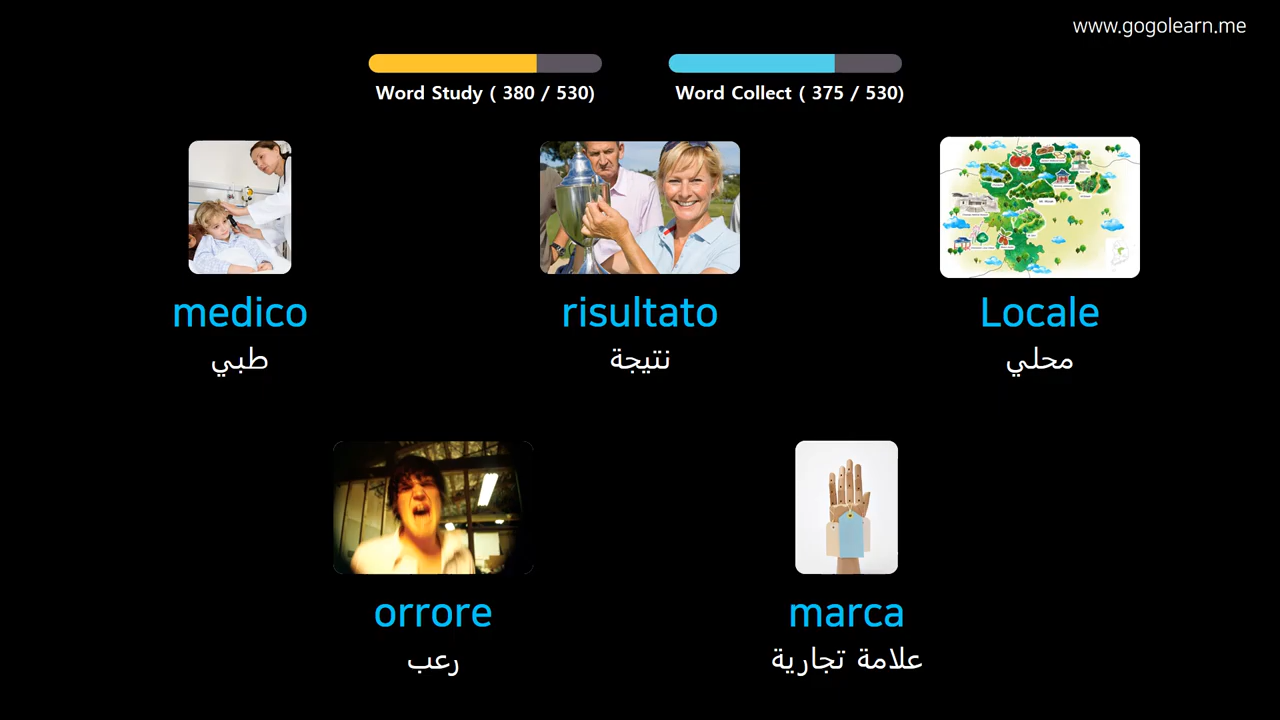 www.gogolearn.me
Word Study ( 380 / 530)
Word Collect ( 375 / 530)
medico
طبي
risultato
نتيجة
Locale
محلي
orrore
رعب
marca
علامة تجارية